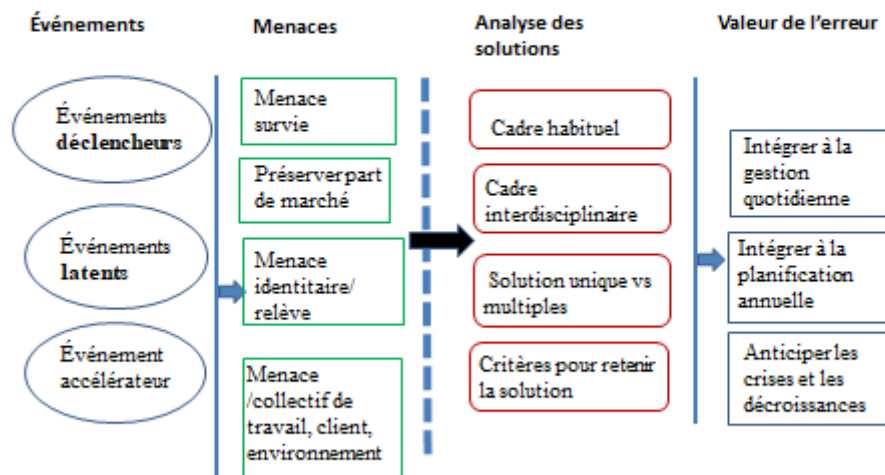 Événements
Menaces
Analyse des
solutions
Valeur de l'erreur
Événements
déclencheurs
Événements
latents
Événement
accélérateur
Menace
survie
Préserver part
de marché
Menace
identitaire/
relève
Menace
/collectif de
travail, client,
environnement
Cadre habituel
Cadre
interdisciplinaire
Solution unique vs
multiples
Critères pour retenir
la solution
Intégrer à la
gestion
quotidienne
Intégrer à la
planification
annuelle
Anticiper les
crises et les
décroissances